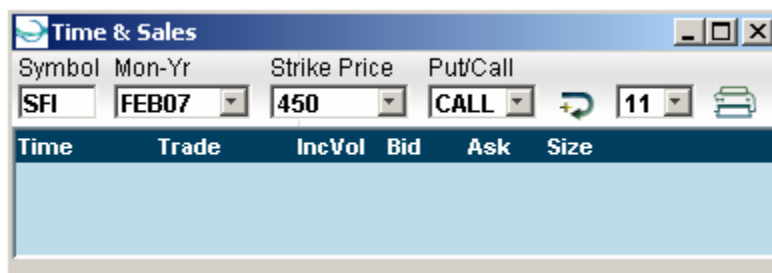 Time & Sales
Symbol Mon-Yr Strike Price Put/Call
SFI FEB07 450 CALL 11
Time Trade IncVol Bid Ask Size